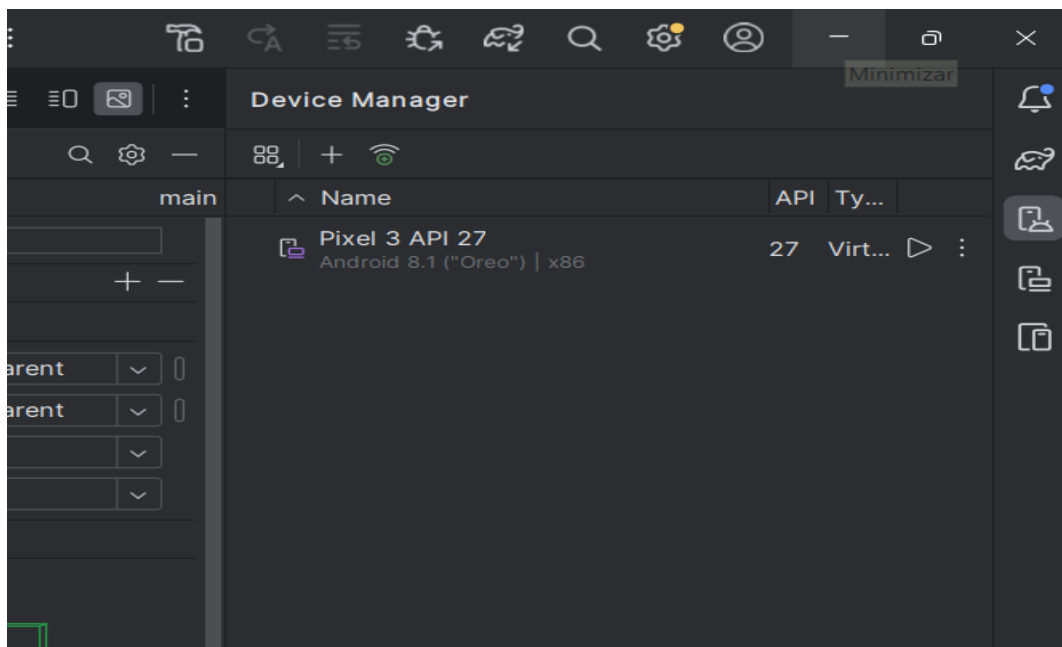 Minimizar
Device Manager
main
Name
API
Ty...
Pixel 3 API 27
Android 8.1 ("Oreo") | x86
27
Virt...
arent
arent